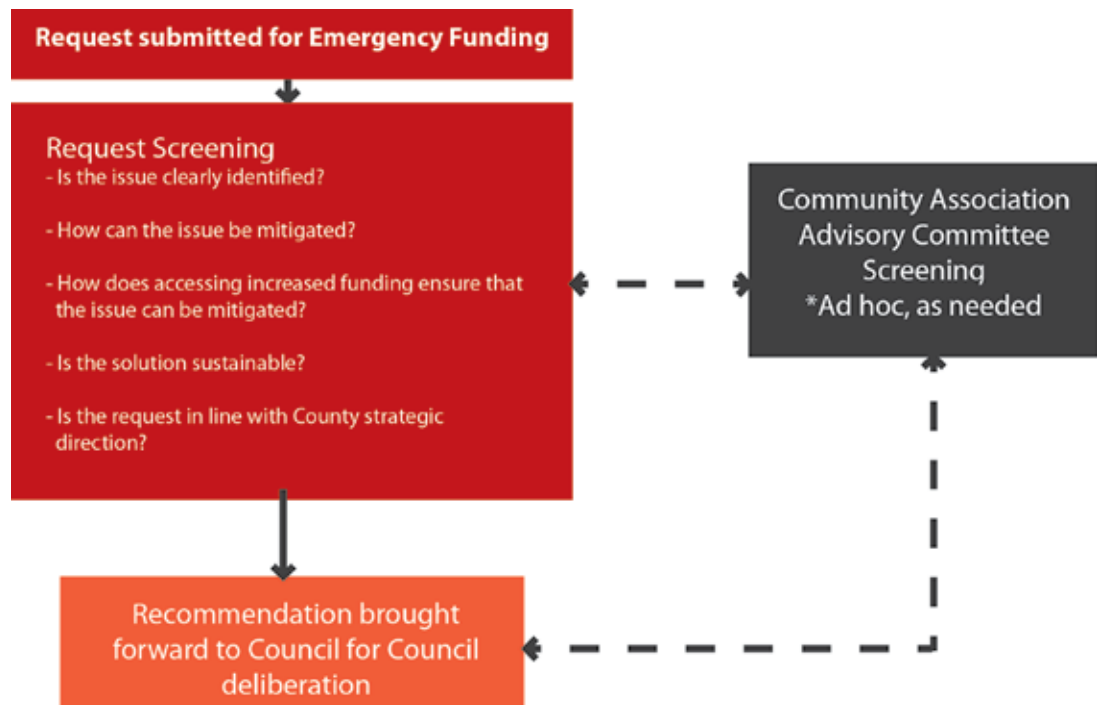 Request submitted for Emergency Funding
Request Screening
- Is the issue clearly identified?
- How can the issue be mitigated?
- How does accessing increased funding ensure that
the issue can be mitigated?
- Is the solution sustainable?
- Is the request in line with County strategic
direction?
Community Association
Advisory Committee
Screening
*Ad hoc, as needed
Recommendation brought
forward to Council for Council
deliberation